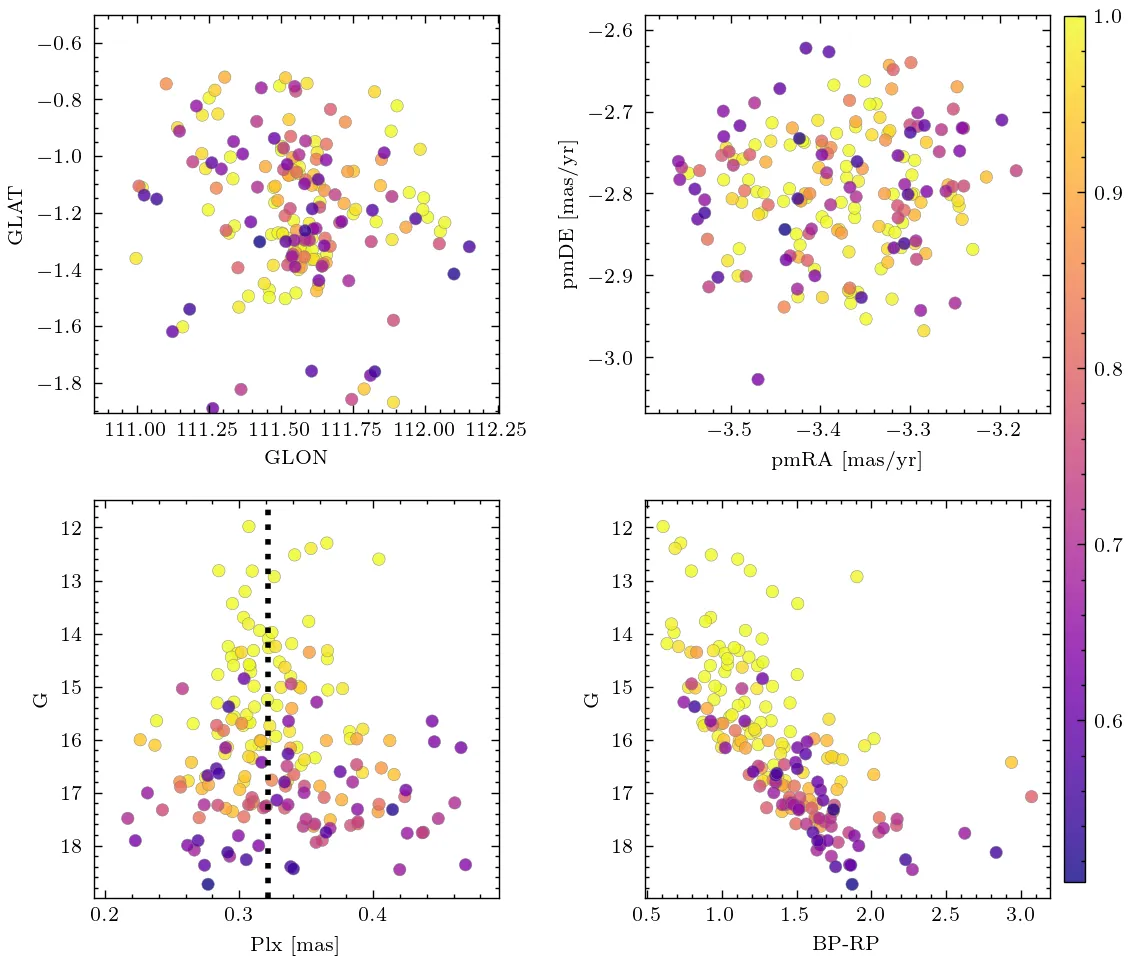 −0.6
−0.8
−1.0
−1.2
−1.4
−1.6
−1.8
GLAT
111.00 111.25 111.50 111.75 112.00 112.25
GLON
−2.6
−2.7
−2.8
−2.9
−3.0
pmDE [mas/yr]
−3.5 −3.4 −3.3 −3.2
pmRA [mas/yr]
1.0
0.9
0.8
0.7
0.6
12
13
14
15
16
17
18
G
0.2 0.3 0.4
Plx [mas]
12
13
14
15
16
17
18
G
0.5 1.0 1.5 2.0 2.5 3.0
BP-RP